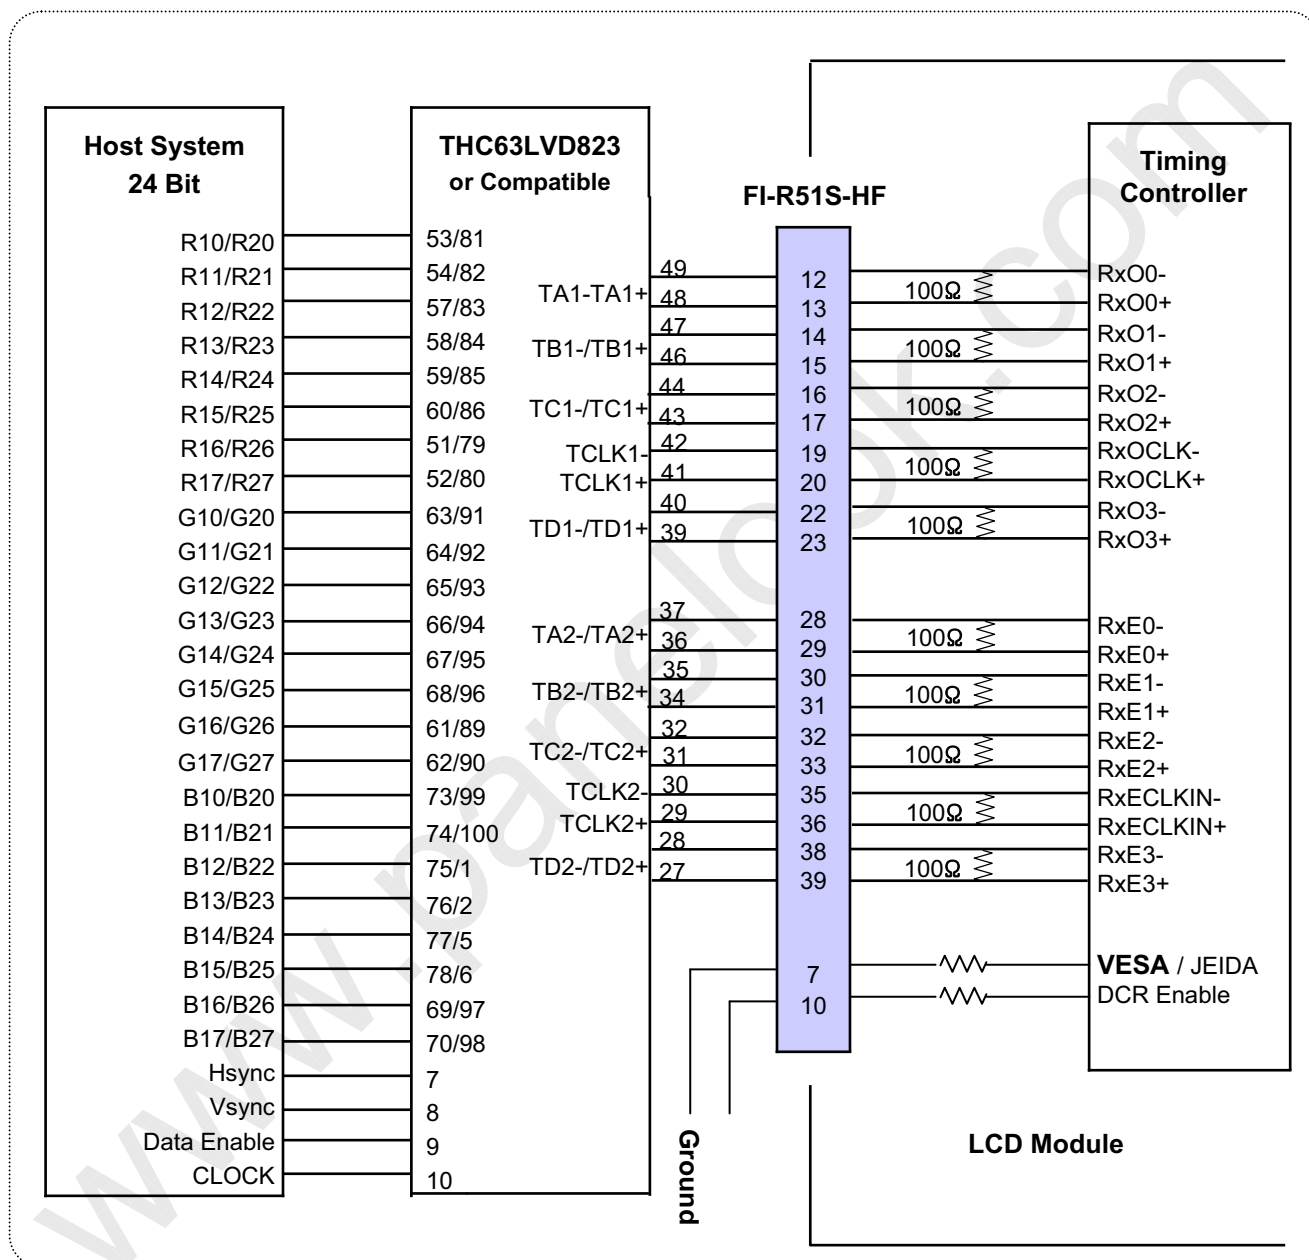 Host System
24 Bit
R10/R20
R11/R21
R12/R22
R13/R23
R14/R24
R15/R25
R16/R26
R17/R27
G10/G20
G11/G21
G12/G22
G13/G23
G14/G24
G15/G25
G16/G26
G17/G27
B10/B20
B11/B21
B12/B22
B13/B23
B14/B24
B15/B25
B16/B26
B17/B27
Hsync
Vsync
Data Enable
CLOCK
THC63LVD823
or Compatible
53/81
54/82
57/83
58/84
59/85
60/86
51/79
52/80
63/91
64/92
65/93
66/94
67/95
68/96
61/89
62/90
73/99
74/100
75/1
76/2
77/5
78/6
69/97
70/98
7
8
9
10
TA1-TA1+
TB1-/TB1+
TC1-/TC1+
TCLK1-
TCLK1+
TD1-/TD1+
TA2-/TA2+
TB2-/TB2+
TC2-/TC2+
TCLK2-
TCLK2+
TD2-/TD2+
49
48
47
46
44
43
42
41
40
39
37
36
35
34
32
31
30
29
28
27
Ground
FI-R51S-HF
12
13
14
15
16
17
19
20
22
23
28
29
30
31
32
33
35
36
38
39
7
10
100Ω
100Ω
100Ω
100Ω
100Ω
100Ω
100Ω
100Ω
100Ω
100Ω
Timing
Controller
RxO0-
RxO0+
RxO1-
RxO1+
RxO2-
RxO2+
RxOCLK-
RxOCLK+
RxO3-
RxO3+
RxE0-
RxE0+
RxE1-
RxE1+
RxE2-
RxE2+
RxECLKIN-
RxECLKIN+
RxE3-
RxE3+
VESA / JEIDA
DCR Enable
LCD Module
www.panelook.com